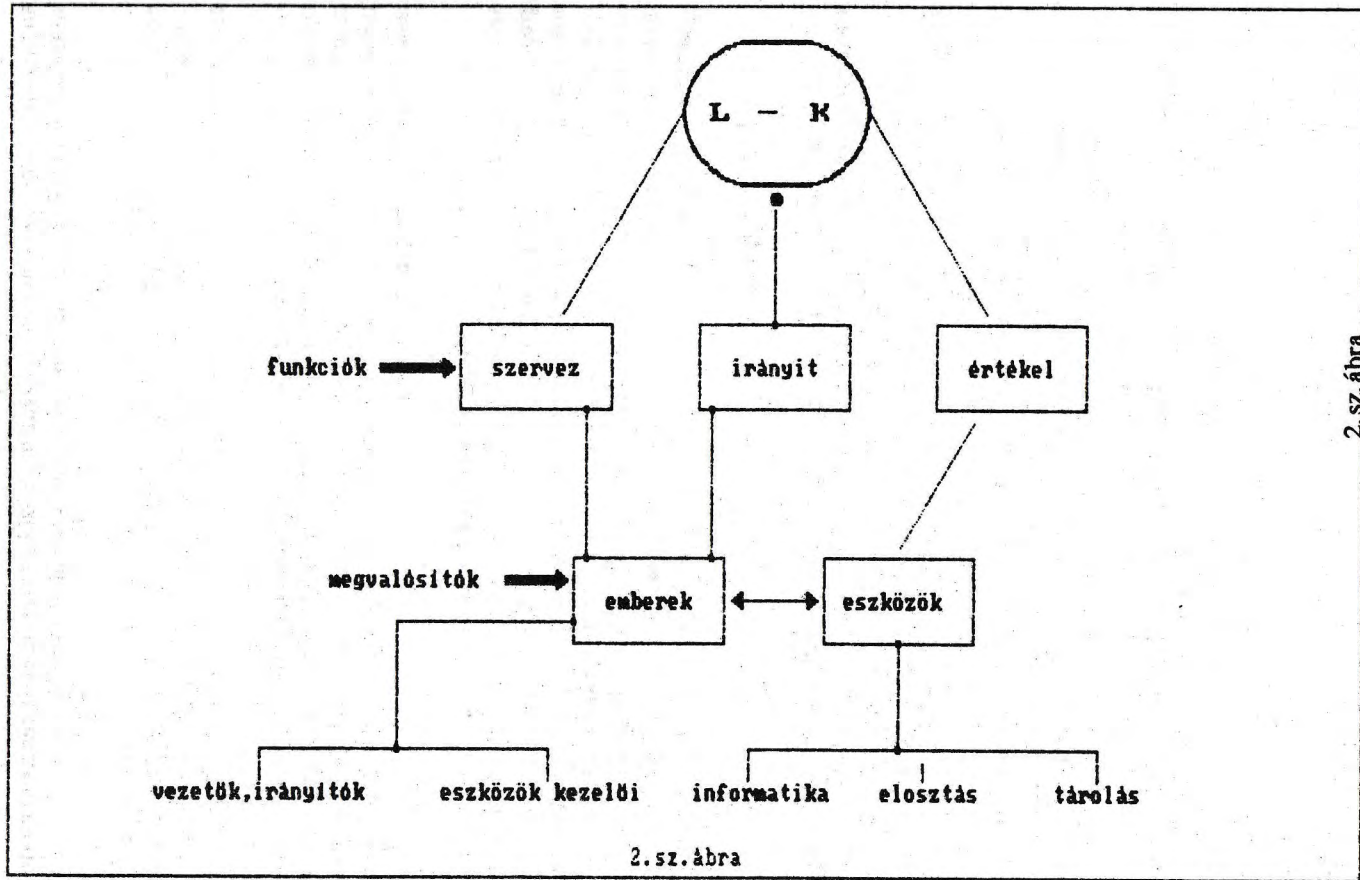 L - K
funkciók
szervez
irányit
értékel
megvalósitók
emberek
eszközök
vezetök,irányitók
eszközök kezelöi
informatika
elosztás
tárolás
2.sz.ábra
2.sz.ábra